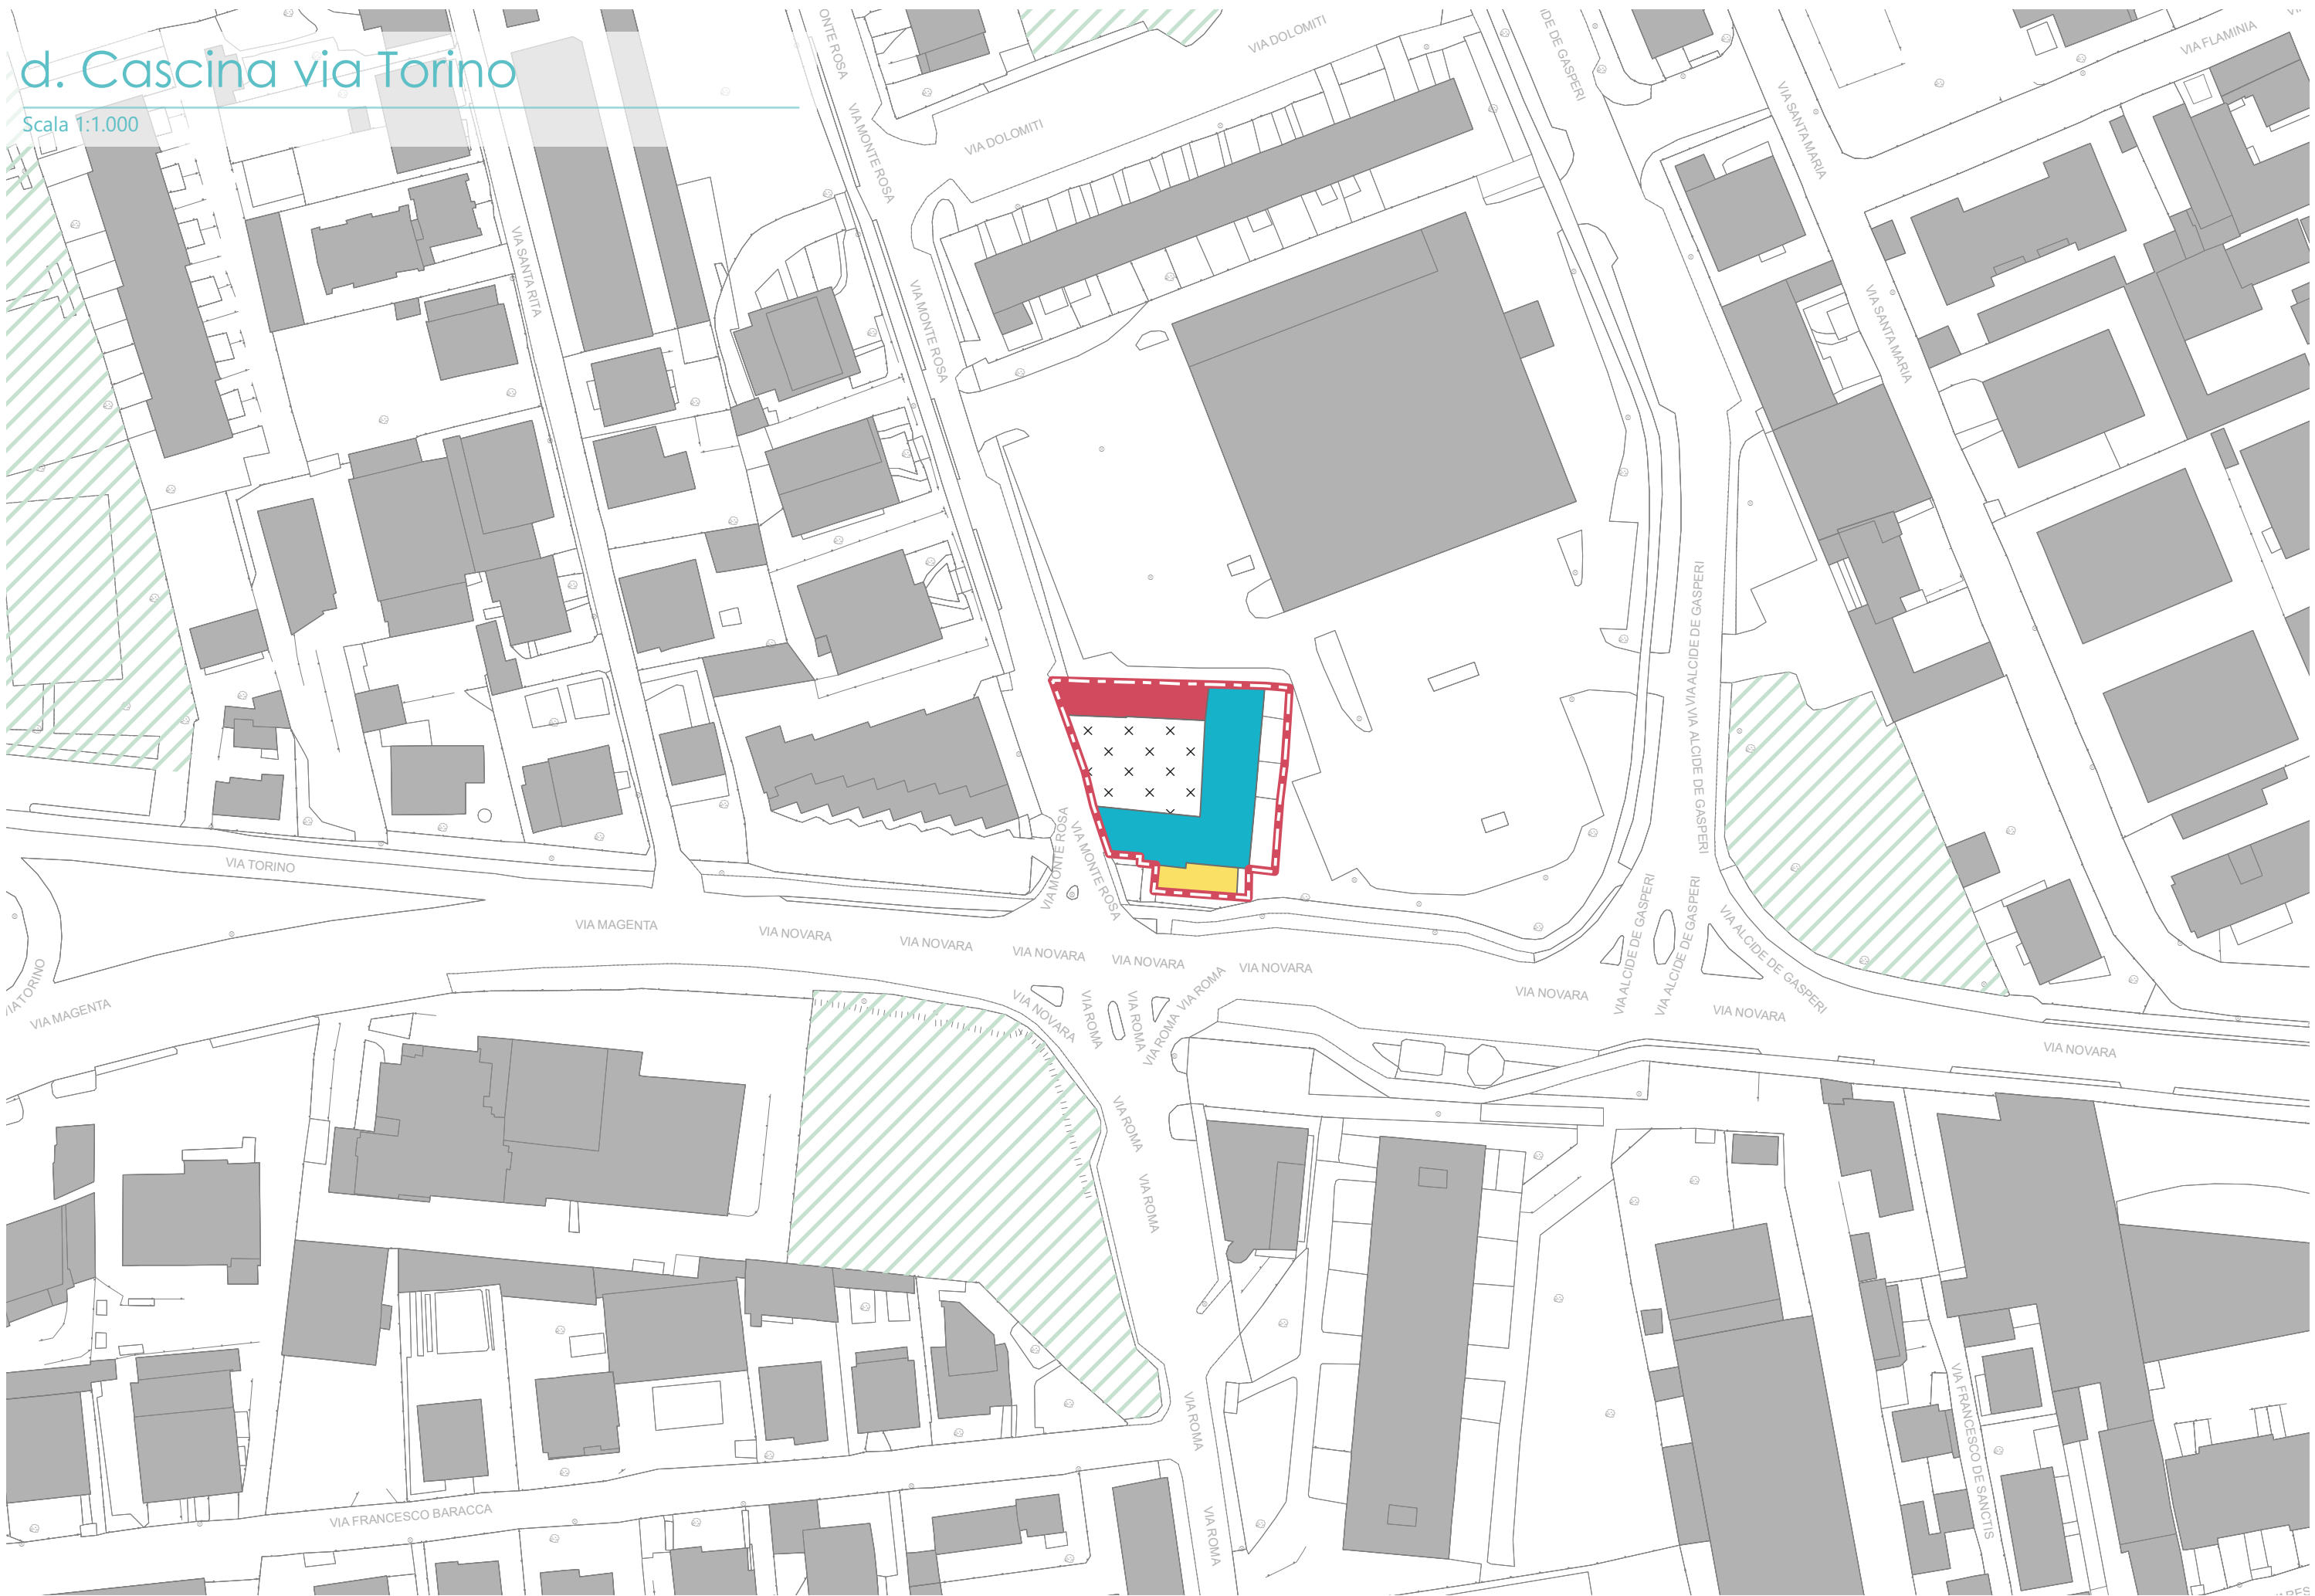 d. Cascina via Torino
Scala 1:1.000
ONTE ROSA
VIA DOLOMITI
IDE DE GASPERI
VIA FLAMINIA
VIA MONTE ROSA
VIA DOLOMITI
VIA SANTA MARIA
VIA SANTA RITA
VIA MONTE ROSA
VIA SANTA MARIA
VIA ALCIDE DE GASPERI
VIA ALCIDE DE GASPERI
VIA MONTE ROSA
VIA MONTE ROSA
VIA TORINO
VIA MAGENTA
VIA NOVARA
VIA NOVARA
VIA NOVARA
VIA NOVARA
VIA NOVARA
VIA NOVARA
VIA ALCIDE DE GASPERI
VIA ALCIDE DE GASPERI
VIA ALCIDE DE GASPERI
VIA NOVARA
VIA NOVARA
VIA TORINO
VIA MAGENTA
VIA NOVARA
VIA ROMA
VIA ROMA
VIA ROMA
VIA ROMA
VIA ROMA
VIA ROMA
VIA ROMA
VIA FRANCESCO DE SANCTIS
VIA FRANCESCO BARACCA
VIA ROMA